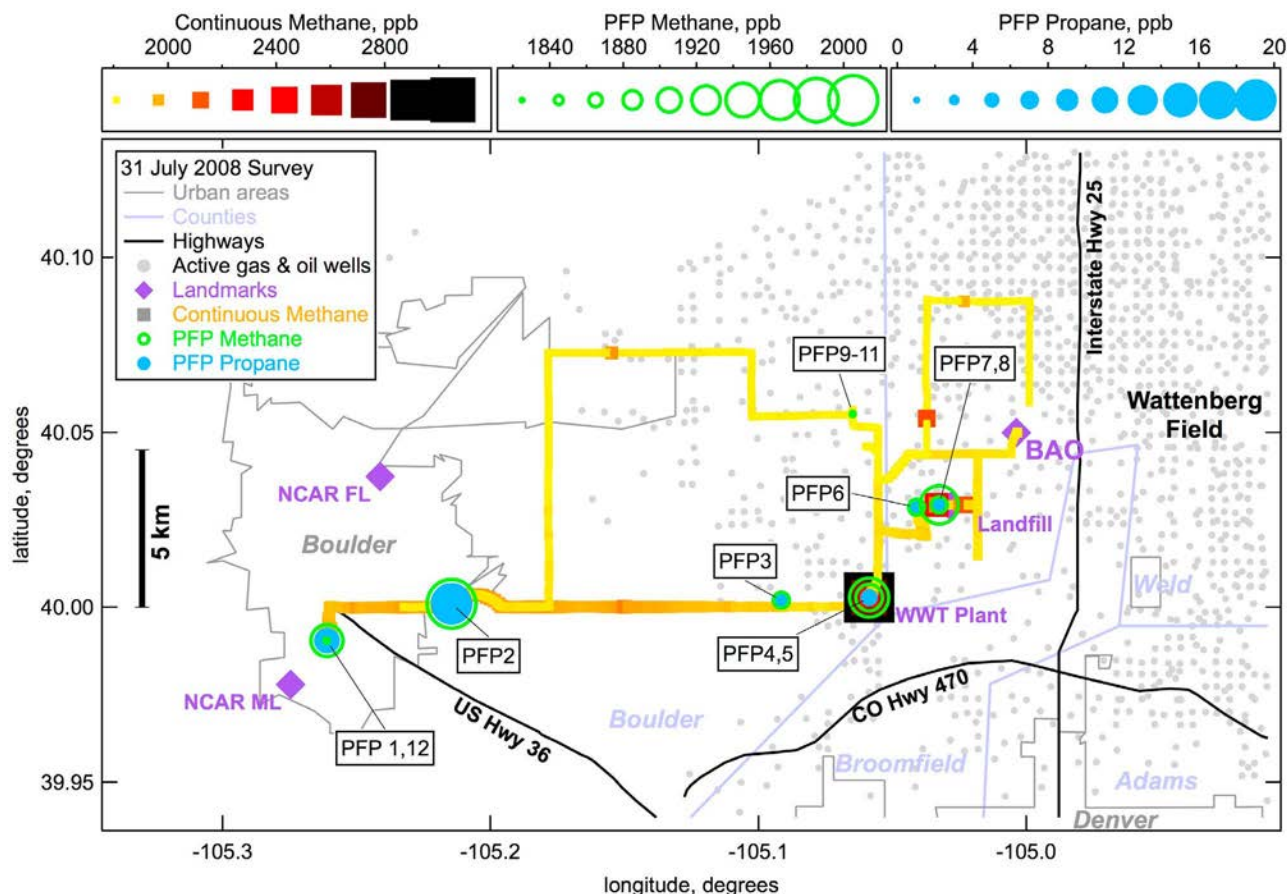 Continuous Methane, ppb
2000 2400 2800
PFP Methane, ppb
1840 1880 1920 1960 2000
PFP Propane, ppb
0 4 8 12 16 20
31 July 2008 Survey
Urban areas
Counties
Highways
Active gas & oil wells
Landmarks
Continuous Methane
PFP Methane
PFP Propane
40.10
40.05
40.00
39.95
latitude, degrees
5 km
Interstate Hwy 25
PFP9-11
PFP7,8
Wattenberg
Field
BAO
NCAR FL
PFP6
Landfill
Boulder
PFP3
Weld
WWT Plant
PFP2
PFP4,5
NCAR ML
US Hwy 36
CO Hwy 470
Boulder
PFP 1,12
Broomfield
Adams
Denver
-105.3 -105.2 -105.1 -105.0
longitude, degrees